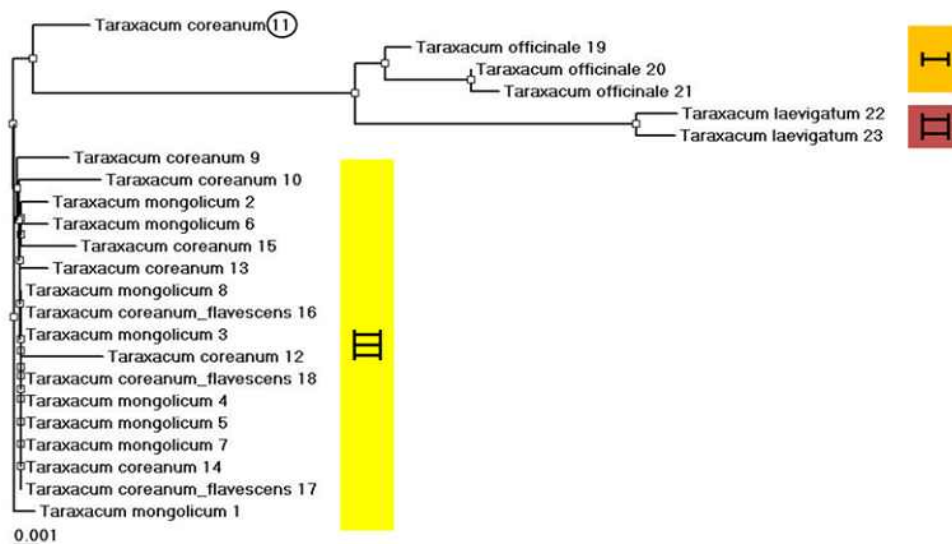 Taraxacum coreanum 11
Taraxacum officinale 19
Taraxacum officinale 20
Taraxacum officinale 21
Taraxacum laevigatum 22
Taraxacum laevigatum 23
I
II
Taraxacum coreanum 9
Taraxacum coreanum 10
Taraxacum mongolicum 2
Taraxacum mongolicum 6
Taraxacum coreanum 15
Taraxacum coreanum 13
Taraxacum mongolicum 8
Taraxacum coreanum_flavescens 16
Taraxacum mongolicum 3
Taraxacum coreanum 12
Taraxacum coreanum_flavescens 18
Taraxacum mongolicum 4
Taraxacum mongolicum 5
Taraxacum mongolicum 7
Taraxacum coreanum 14
Taraxacum coreanum_flavescens 17
Taraxacum mongolicum 1
III
0.001